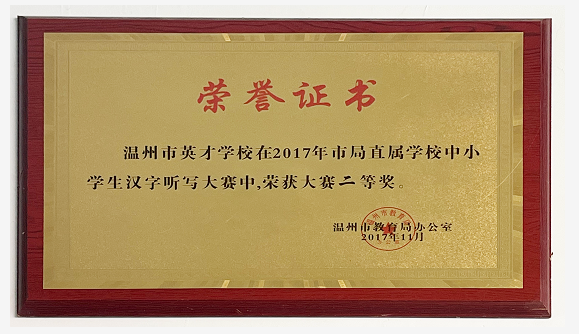 荣誉证书
温州市英才学校在2017年市局直属学校中小
学生汉字听写大赛中,荣获大赛二等奖。
温州市教育局办公室
2017年11月